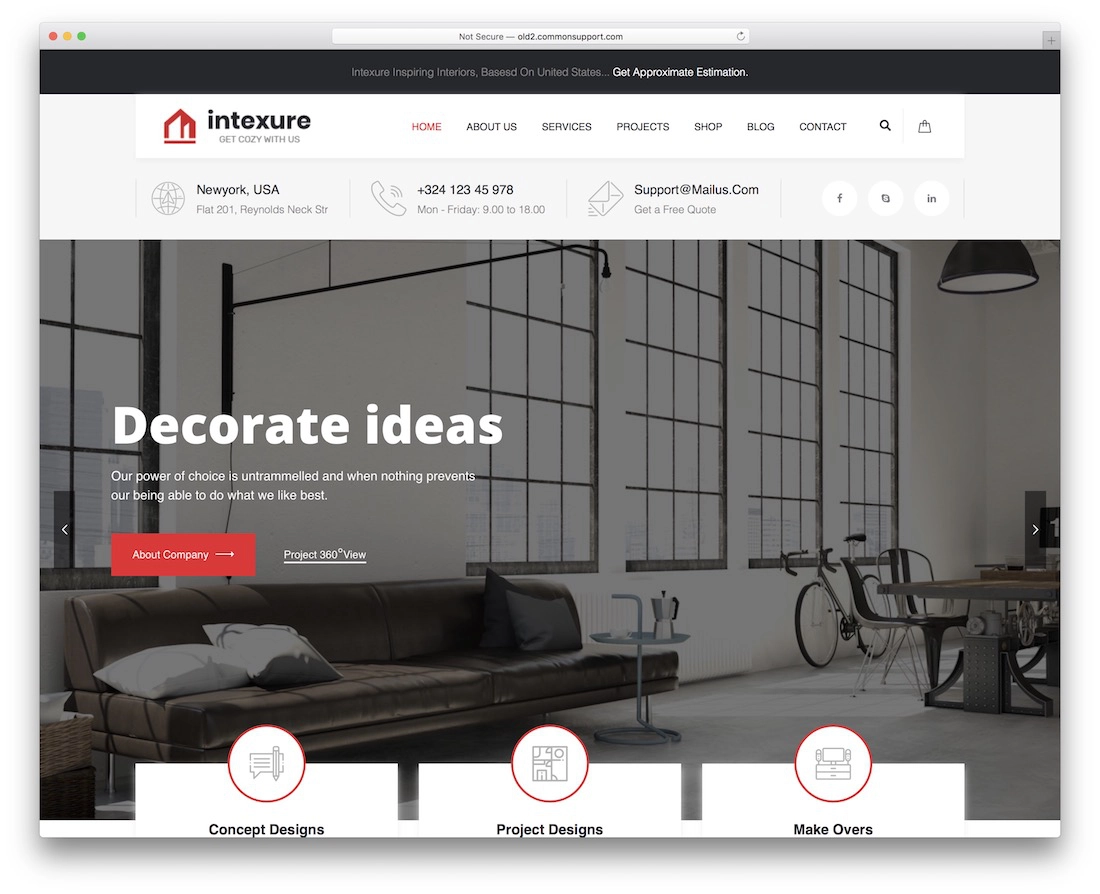 Not Secure — old2.commonsupport.com
Intexure Inspiring Interiors, Basesd On United States... Get Approximate Estimation.
intexure
GET COZY WITH US
HOME ABOUT US SERVICES PROJECTS SHOP BLOG CONTACT
Newyork, USA
Flat 201, Reynolds Neck Str
+324 123 45 978
Mon - Friday: 9.00 to 18.00
Support@Mailus.Com
Get a Free Quote
f
in
Decorate ideas
Our power of choice is untrammelled and when nothing prevents
our being able to do what we like best.
About Company
Project 360°View
1
Concept Designs
Project Designs
Make Overs